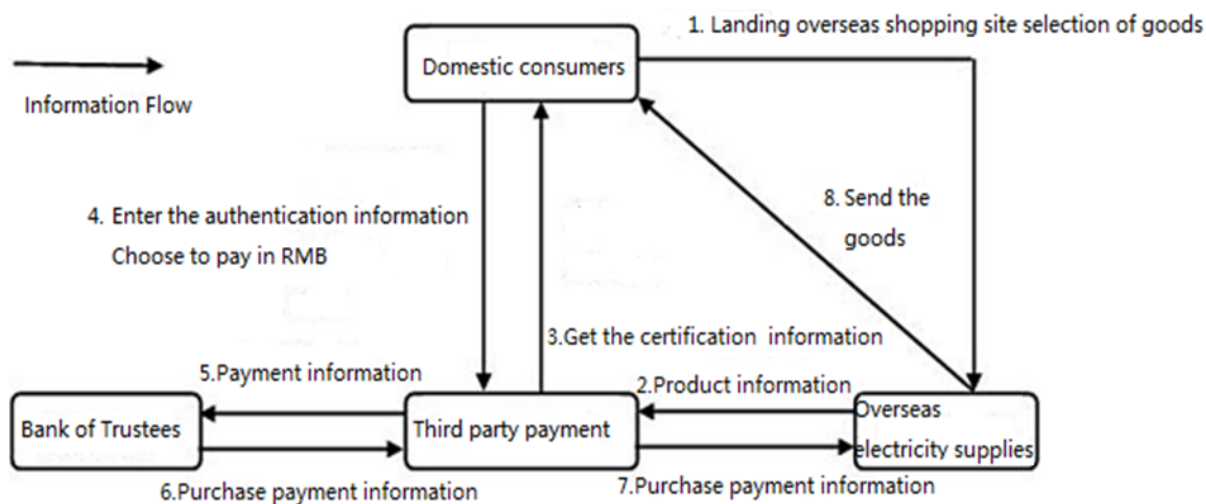 1. Landing overseas shopping site selection of goods
Domestic consumers
Information Flow
4. Enter the authentication information
Choose to pay in RMB
8. Send the
goods
3.Get the certification information
5.Payment information
2.Product information
Bank of Trustees
Third party payment
Overseas
electricity supplies
6.Purchase payment information
7.Purchase payment information